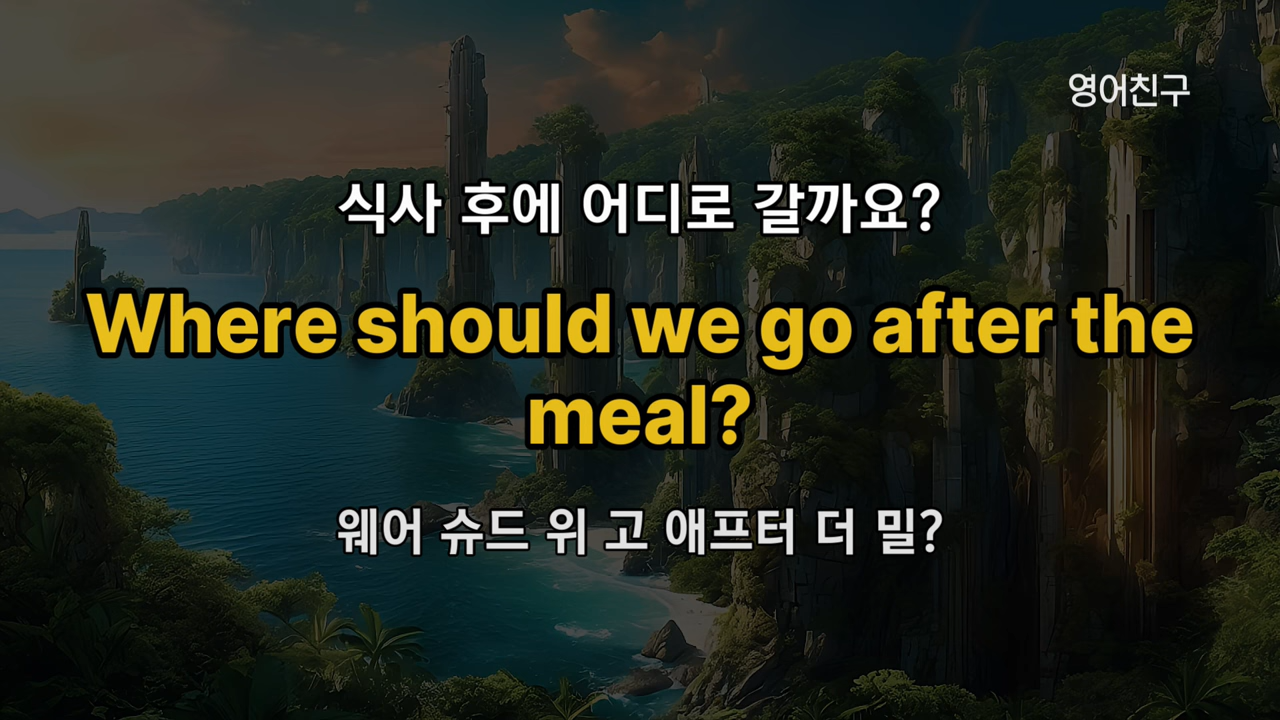 영어친구
식사 후에 어디로 갈까요?
Where should we go after the
meal?
웨어 슈드 위 고 애프터 더 밀?